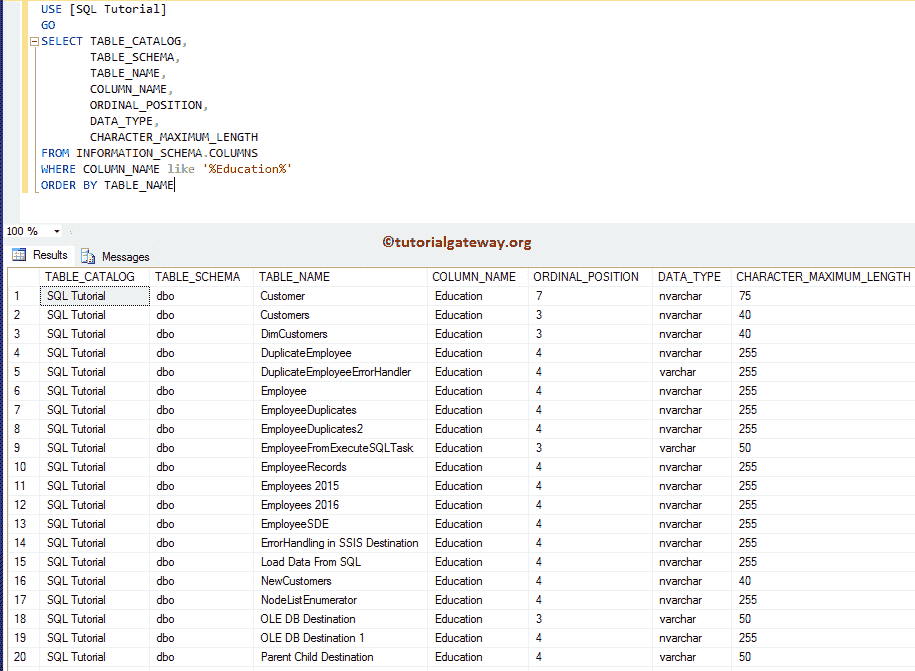 USE [SQL Tutorial]
GO
SELECT TABLE_CATALOG,
TABLE_SCHEMA,
TABLE_NAME,
COLUMN_NAME,
ORDINAL_POSITION,
DATA_TYPE,
CHARACTER_MAXIMUM_LENGTH
FROM INFORMATION_SCHEMA.COLUMNS
WHERE COLUMN_NAME like '%Education%'
ORDER BY TABLE_NAME
100 %
©tutorialgateway.org
Results Messages
TABLE_CATALOG TABLE_SCHEMA TABLE_NAME COLUMN_NAME ORDINAL_POSITION DATA_TYPE CHARACTER_MAXIMUM_LENGTH
1 SQL Tutorial dbo Customer Education 7 nvarchar 75
2 SQL Tutorial dbo Customers Education 3 nvarchar 40
3 SQL Tutorial dbo DimCustomers Education 3 nvarchar 40
4 SQL Tutorial dbo DuplicateEmployee Education 4 nvarchar 255
5 SQL Tutorial dbo DuplicateEmployeeErrorHandler Education 4 varchar 255
6 SQL Tutorial dbo Employee Education 4 nvarchar 255
7 SQL Tutorial dbo EmployeeDuplicates Education 4 nvarchar 255
8 SQL Tutorial dbo EmployeeDuplicates2 Education 4 nvarchar 255
9 SQL Tutorial dbo EmployeeFromExecuteSQLTask Education 3 varchar 50
10 SQL Tutorial dbo EmployeeRecords Education 4 nvarchar 255
11 SQL Tutorial dbo Employees 2015 Education 4 nvarchar 255
12 SQL Tutorial dbo Employees 2016 Education 4 nvarchar 255
13 SQL Tutorial dbo EmployeeSDE Education 4 nvarchar 255
14 SQL Tutorial dbo ErrorHandling in SSIS Destination Education 4 nvarchar 255
15 SQL Tutorial dbo Load Data From SQL Education 4 nvarchar 255
16 SQL Tutorial dbo NewCustomers Education 4 nvarchar 40
17 SQL Tutorial dbo NodeListEnumerator Education 4 nvarchar 255
18 SQL Tutorial dbo OLE DB Destination Education 3 varchar 50
19 SQL Tutorial dbo OLE DB Destination 1 Education 4 nvarchar 255
20 SQL Tutorial dbo Parent Child Destination Education 4 varchar 50